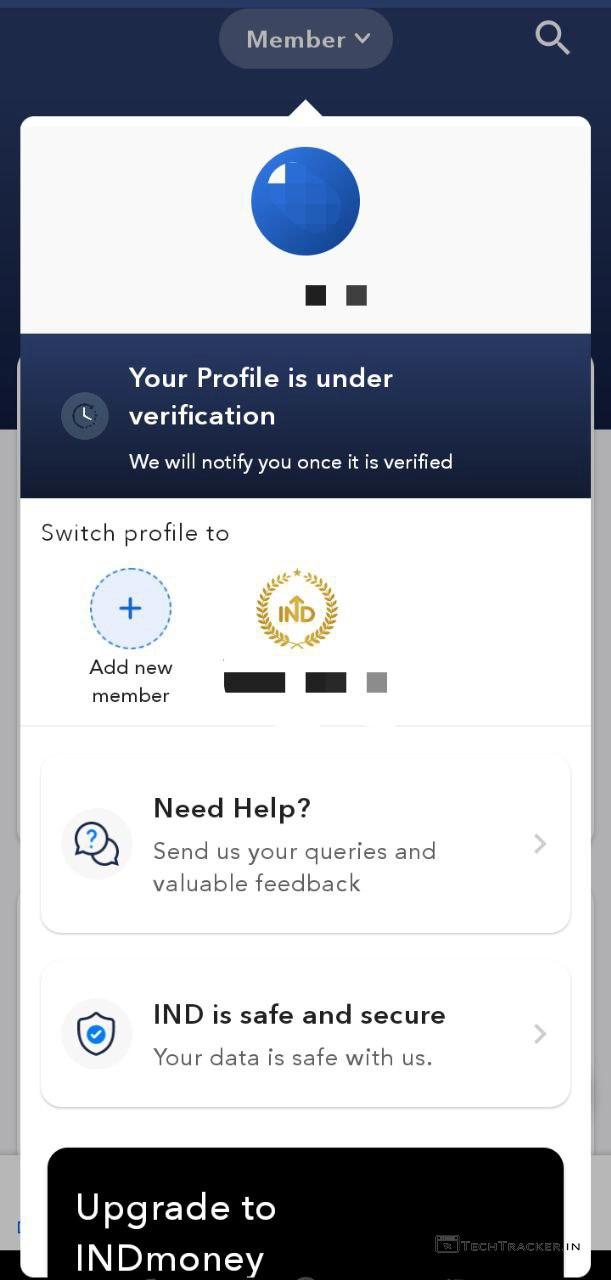 Member
Your Profile is under
verification
We will notify you once it is verified
Switch profile to
IND
Add new
member
Need Help?
Send us your queries and
valuable feedback
IND is safe and secure
Your data is safe with us.
Upgrade to
INDmoney
TECHTRACKER.IN